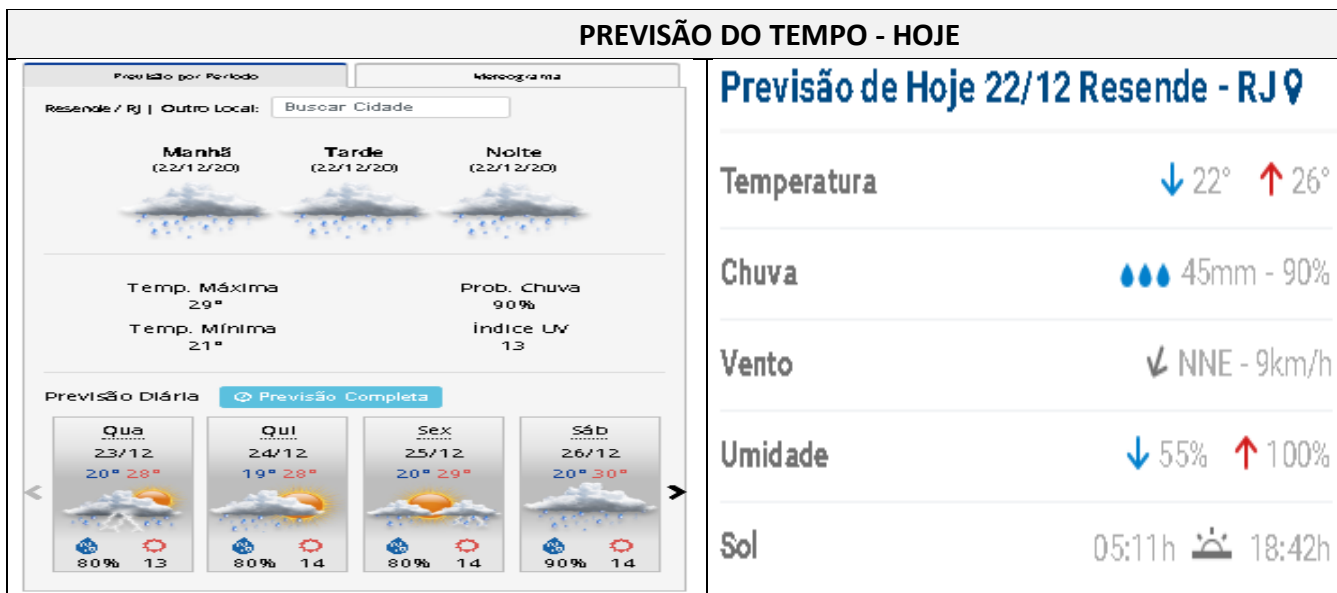 PREVISÃO DO TEMPO - HOJE
Previsão por Período
Meteograma
Resende / RJ | Outro Local: Buscar Cidade
Manhã Tarde Noite
(22/12/20) (22/12/20) (22/12/20)
Temp. Máxima Prob. Chuva
29° 90%
Temp. Mínima Índice UV
21° 13
Previsão Diária Previsão Completa
Qua Qui Sex Sáb
23/12 24/12 25/12 26/12
20° 28° 19° 28° 20° 29° 20° 30°
80% 13 80% 14 80% 14 90% 14
Previsão de Hoje 22/12 Resende - RJ
Temperatura 22° 26°
Chuva 45mm - 90%
Vento NNE - 9km/h
Umidade 55% 100%
Sol 05:11h 18:42h